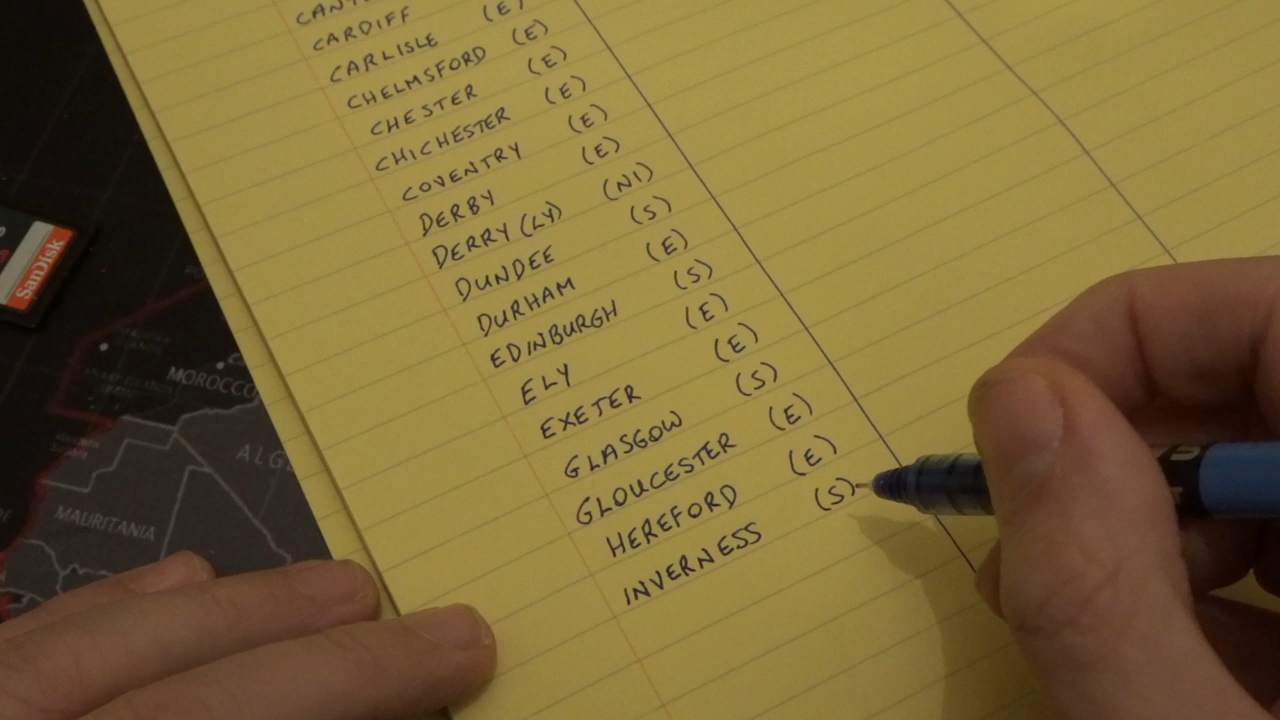 CARDIFF
CARLISLE (E)
CHELMSFORD (E)
CHESTER (E)
CHICHESTER (E)
COVENTRY (E)
DERBY (E)
DERRY (LY) (NI)
DUNDEE (S)
DURHAM (E)
EDINBURGH (S)
ELY (E)
EXETER (E)
GLASGOW (S)
GLOUCESTER (E)
HEREFORD (E)
INVERNESS (S)
SanDisk
MOROCCO
ALGE
MAURITANIA
U